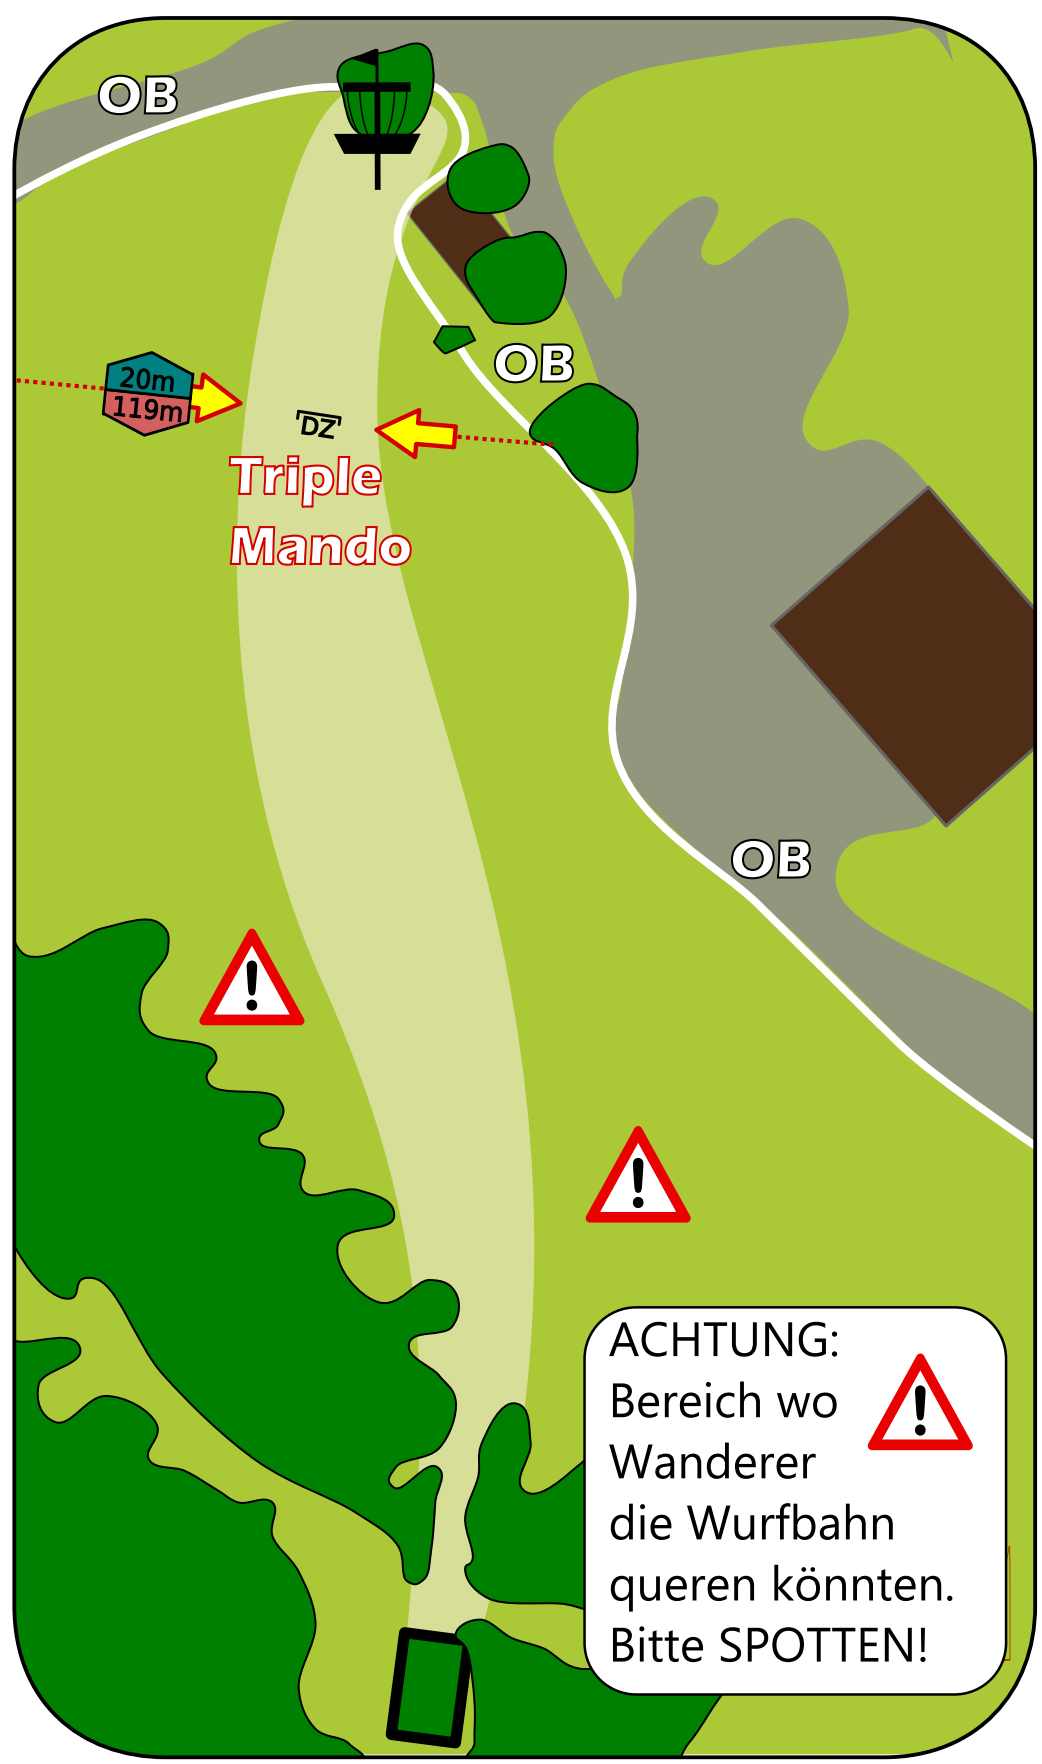 OB
OB
20m
119m
DZ
Triple
Mando
OB
ACHTUNG:
Bereich wo
Wanderer
die Wurfbahn
queren könnten.
Bitte SPOTTEN!